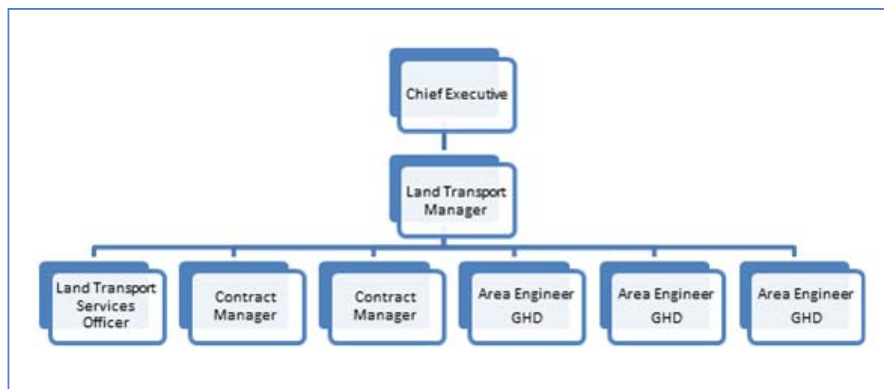 Chief Executive
Land Transport
Manager
Land Transport
Services
Officer
Contract
Manager
Contract
Manager
Area Engineer
GHD
Area Engineer
GHD
Area Engineer
GHD